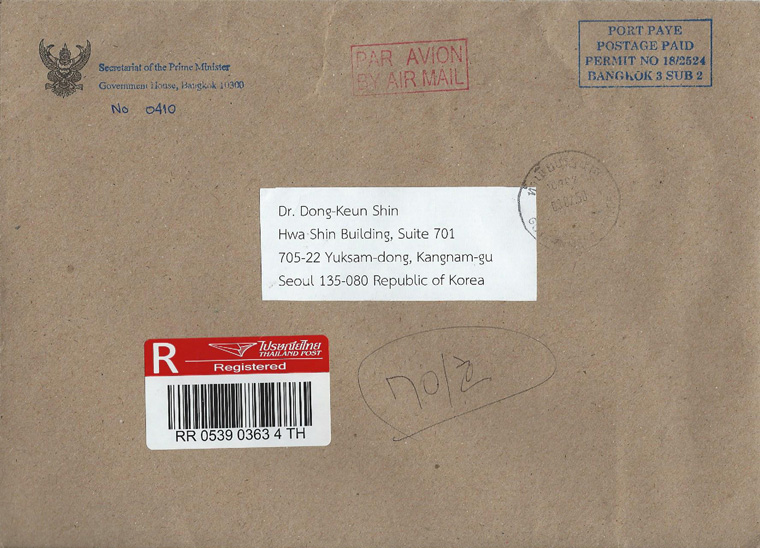 Secretariat of the Prime Minister
Government House, Bangkok 10300
No 0410
PAR AVION
BY AIR MAIL
PORT PAYE
POSTAGE PAID
PERMIT NO 18/2524
BANGKOK 3 SUB 2
Dr. Dong-Keun Shin
Hwa Shin Building, Suite 701
705-22 Yuksam-dong, Kangnam-gu
Seoul 135-080 Republic of Korea
R
ไปรษณีย์ไทย
THAILAND POST
Registered
RR 0539 0363 4 TH